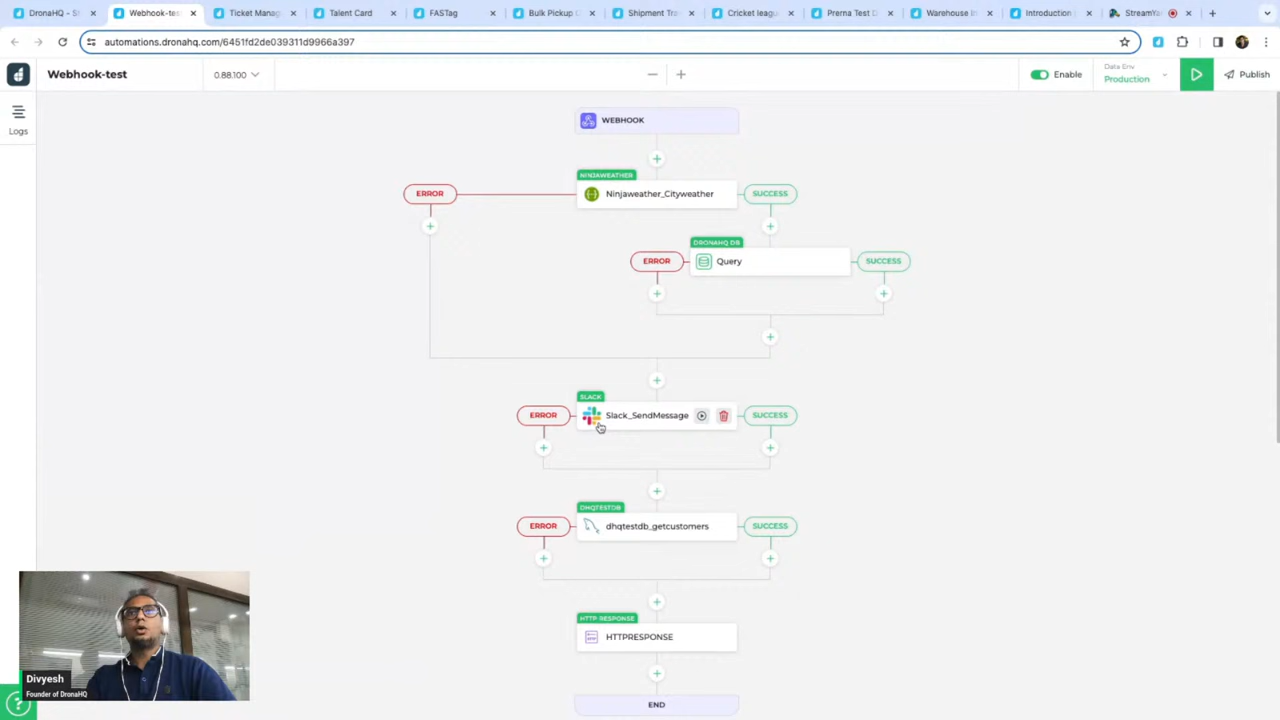 DronaHQ - S
Webhook-test
Ticket Manag
Talent Card
FASTag
Bulk Pickup
Shipment Tra
Cricket leagu
Prerna Test D
Warehouse
Introduction
StreamYa
automations.dronahq.com/6451fd2de039311d9966a397
Webhook-test
0.88.100
Enable
Data Env
Production
Publish
Logs
WEBHOOK
NINJAWEATHER
ERROR
Ninjaweather_Cityweather
SUCCESS
DRONAHQ DB
ERROR
Query
SUCCESS
SLACK
ERROR
Slack_SendMessage
SUCCESS
DHQTESTDB
ERROR
dhqtestdb_getcustomers
SUCCESS
HTTP RESPONSE
HTTPRESPONSE
END
Divyesh
Founder of DronaHQ